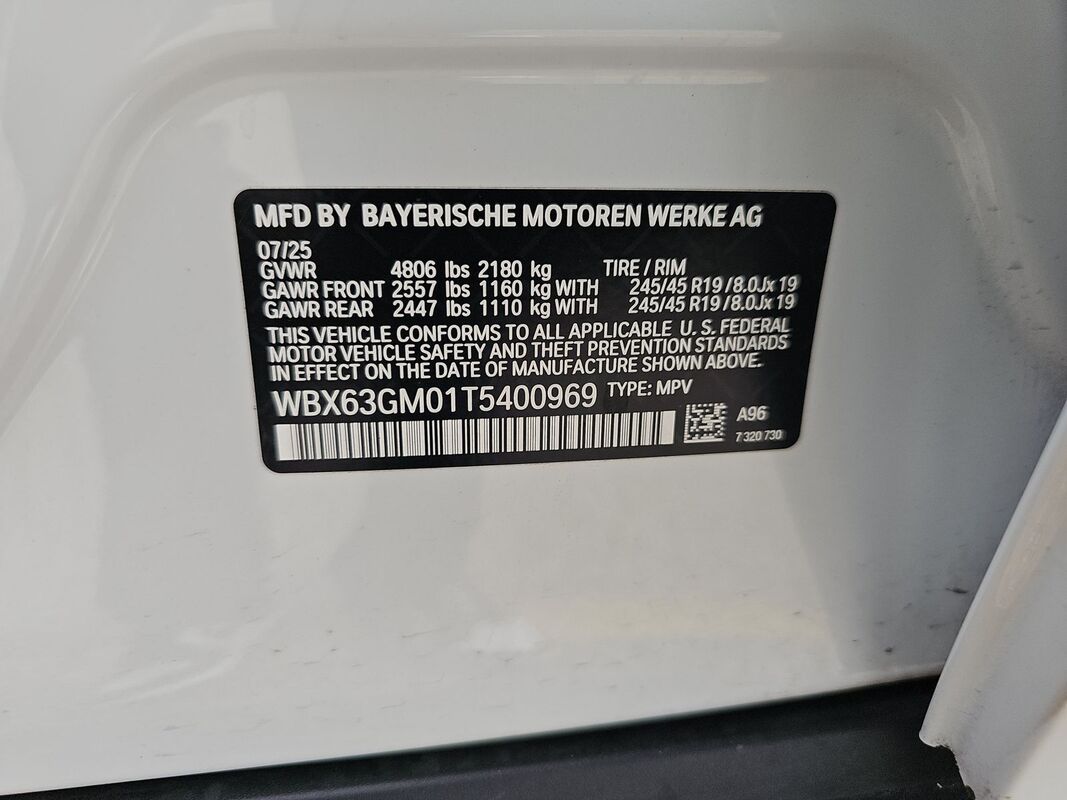 MFD BY BAYERISCHE MOTOREN WERKE AG
07/25
GVWR 4806 lbs 2180 kg TIRE / RIM
GAWR FRONT 2557 lbs 1160 kg WITH 245/45 R19 / 8.0Jx 19
GAWR REAR 2447 lbs 1110 kg WITH 245/45 R19 / 8.0Jx 19
THIS VEHICLE CONFORMS TO ALL APPLICABLE U. S. FEDERAL
MOTOR VEHICLE SAFETY AND THEFT PREVENTION STANDARDS
IN EFFECT ON THE DATE OF MANUFACTURE SHOWN ABOVE.
WBX63GM01T5400969 TYPE: MPV
A96
7 320 730